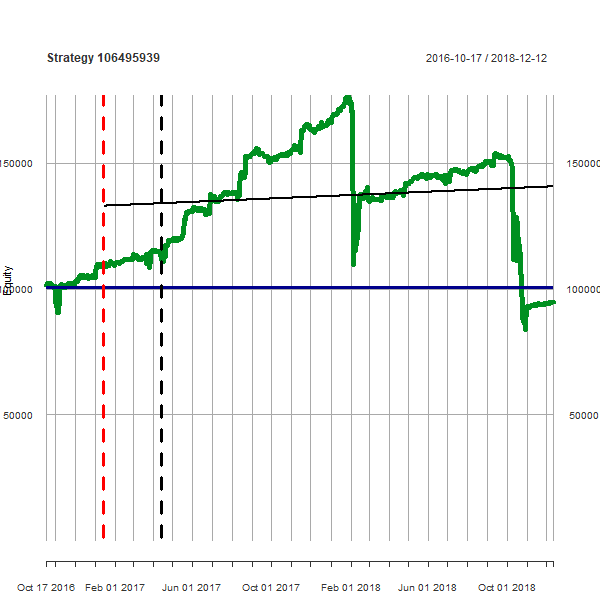 Strategy 106495939
2016-10-17 / 2018-12-12
150000 150000
Equity
100000 100000
50000 50000
Oct 17 2016 Feb 01 2017 Jun 01 2017 Oct 01 2017 Feb 01 2018 Jun 01 2018 Oct 01 2018